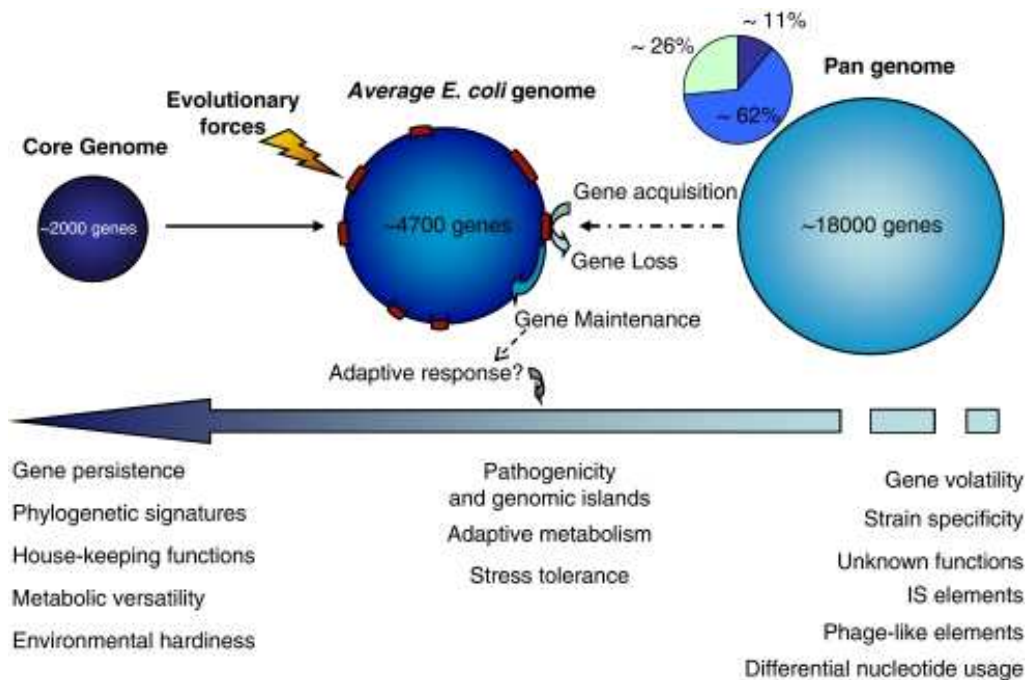 ~ 11%
~ 26%
~ 62%
Pan genome
Average E. coli genome
Evolutionary
forces
Core Genome
~2000 genes
~4700 genes
Gene acquisition
~18000 genes
Gene Loss
Gene Maintenance
Adaptive response?
Gene persistence
Phylogenetic signatures
House-keeping functions
Metabolic versatility
Environmental hardiness
Pathogenicity
and genomic islands
Adaptive metabolism
Stress tolerance
Gene volatility
Strain specificity
Unknown functions
IS elements
Phage-like elements
Differential nucleotide usage